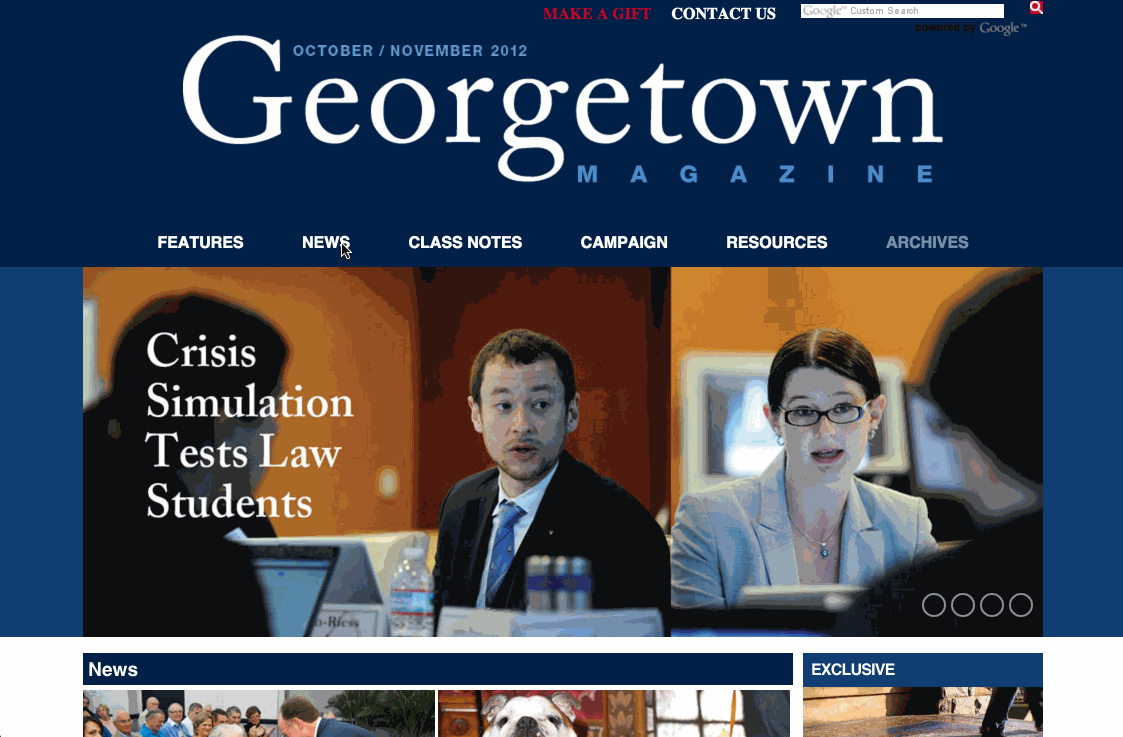 MAKE A GIFT CONTACT US Google™ Custom Search
powered by Google™
OCTOBER / NOVEMBER 2012
Georgetown
MAGAZINE
FEATURES NEWS CLASS NOTES CAMPAIGN RESOURCES ARCHIVES
Crisis
Simulation
Tests Law
Students
n-Riess
News EXCLUSIVE